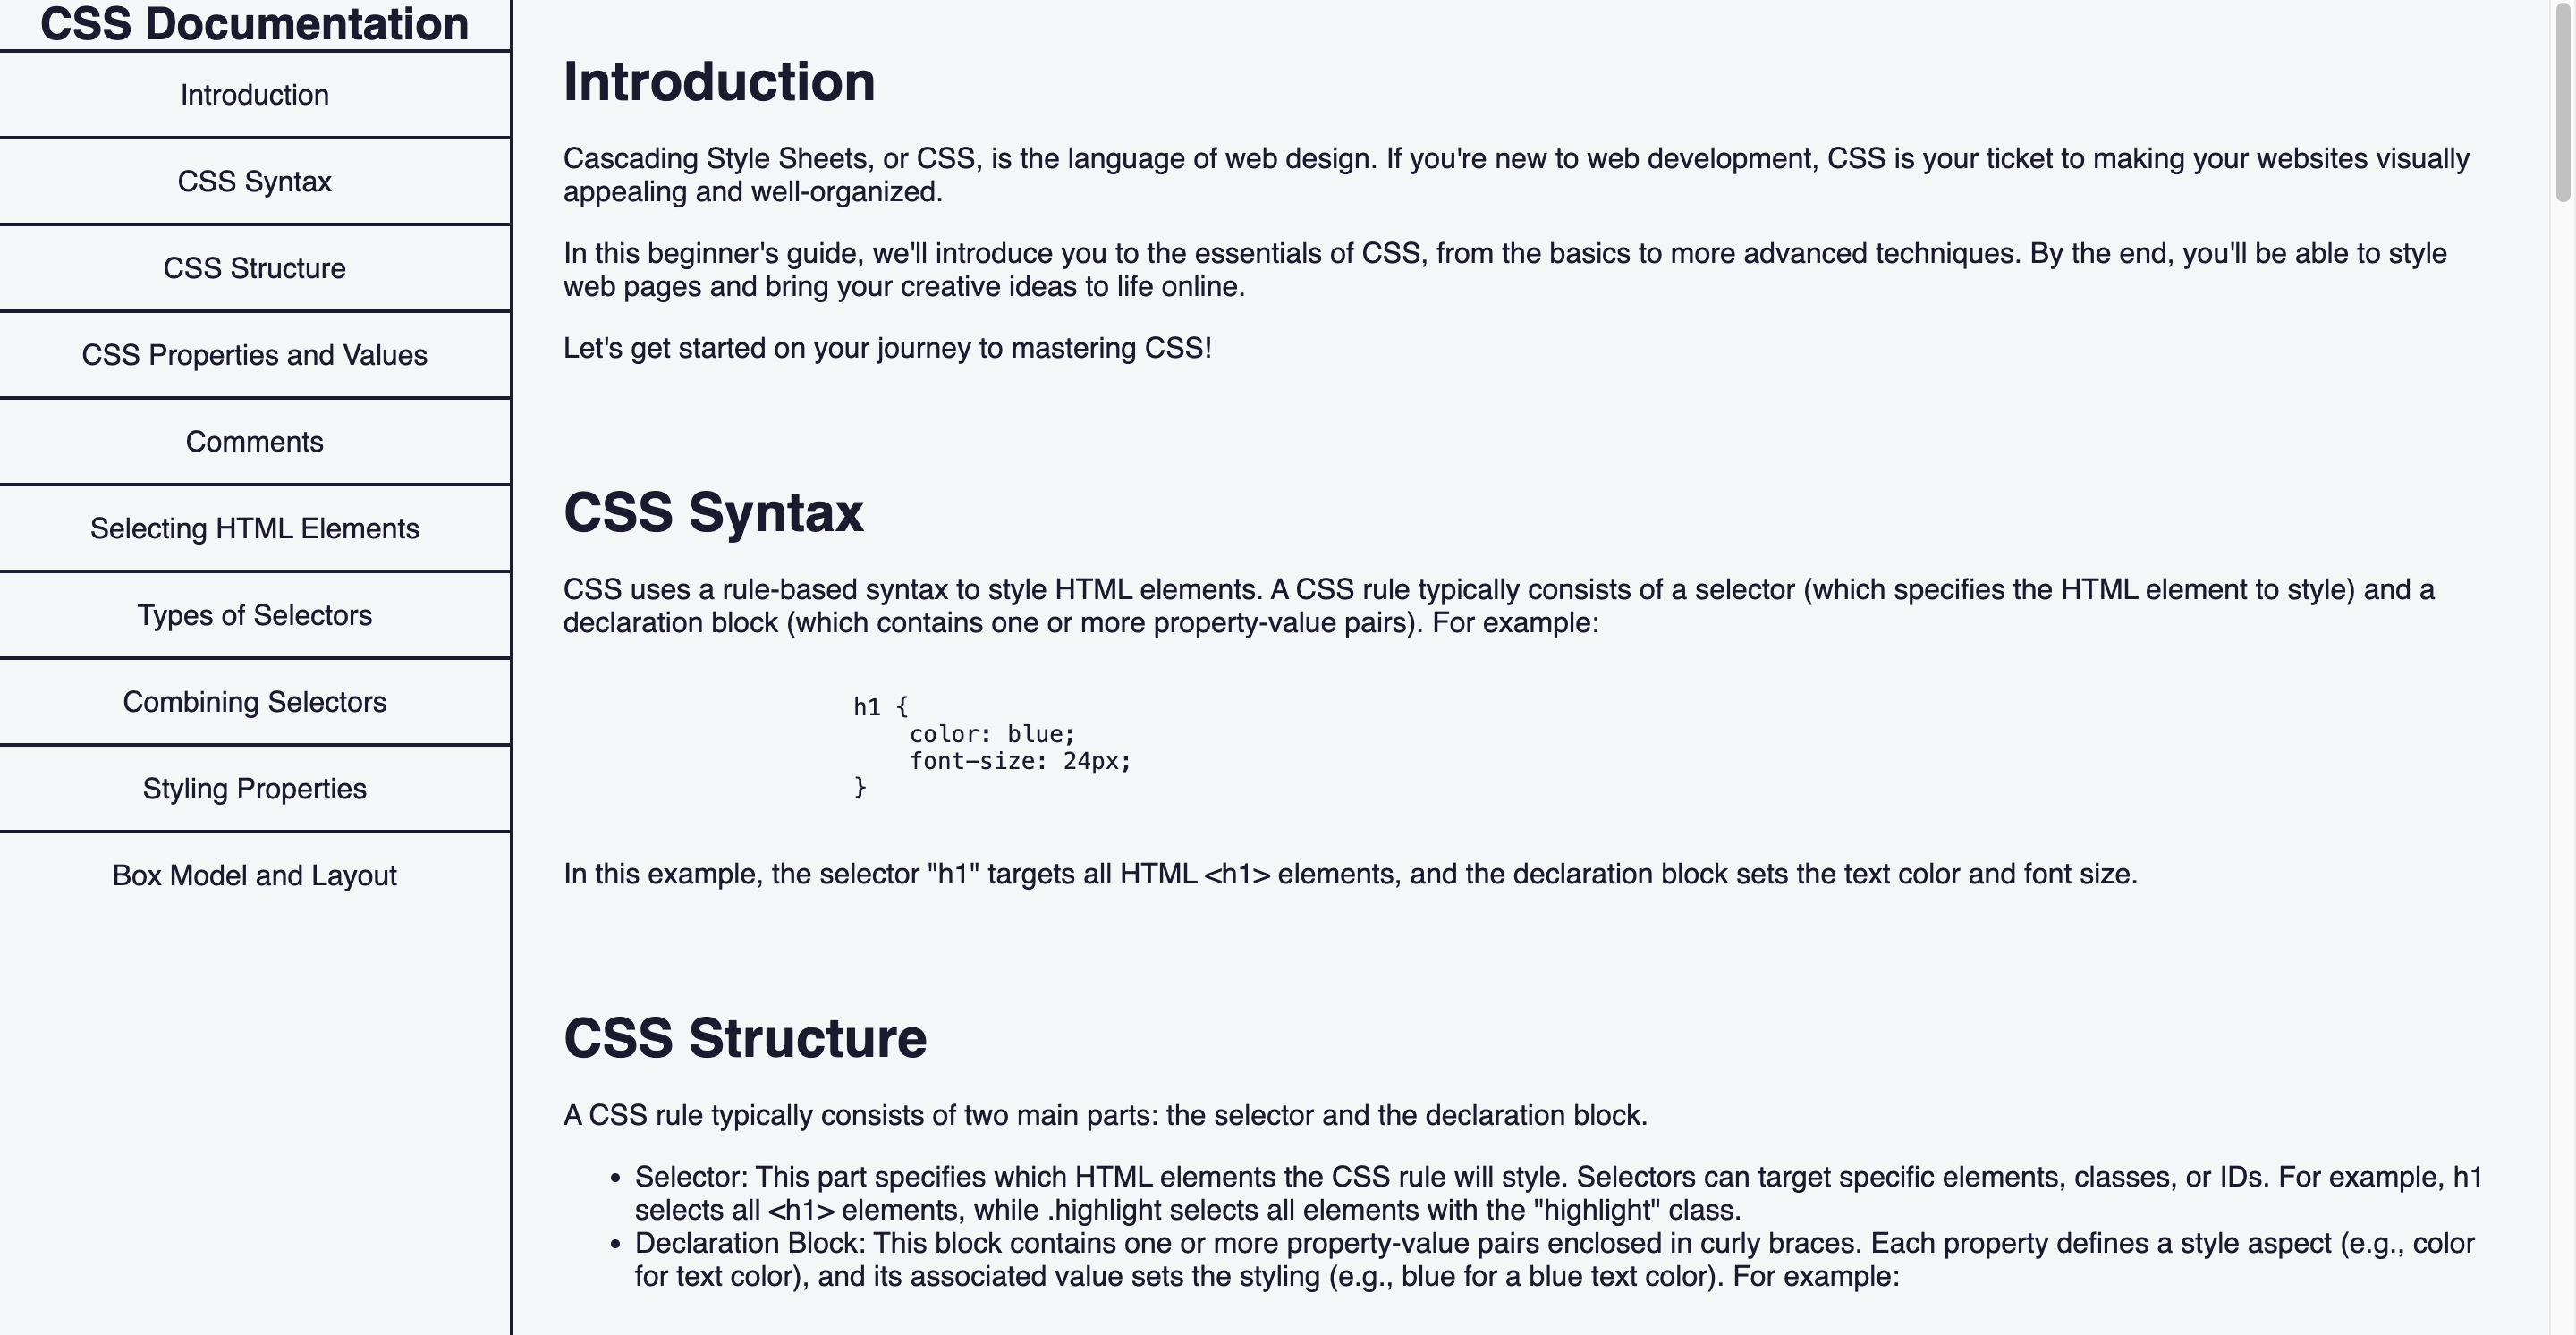 CSS Documentation
Introduction
CSS Syntax
CSS Structure
CSS Properties and Values
Comments
Selecting HTML Elements
Types of Selectors
Combining Selectors
Styling Properties
Box Model and Layout
Introduction
Cascading Style Sheets, or CSS, is the language of web design. If you're new to web development, CSS is your ticket to making your websites visually
appealing and well-organized.
In this beginner's guide, we'll introduce you to the essentials of CSS, from the basics to more advanced techniques. By the end, you'll be able to style
web pages and bring your creative ideas to life online.
Let's get started on your journey to mastering CSS!
CSS Syntax
CSS uses a rule-based syntax to style HTML elements. A CSS rule typically consists of a selector (which specifies the HTML element to style) and a
declaration block (which contains one or more property-value pairs). For example:
h1 {
    color: blue;
    font-size: 24px;
}
In this example, the selector "h1" targets all HTML <h1> elements, and the declaration block sets the text color and font size.
CSS Structure
A CSS rule typically consists of two main parts: the selector and the declaration block.
• Selector: This part specifies which HTML elements the CSS rule will style. Selectors can target specific elements, classes, or IDs. For example, h1
selects all <h1> elements, while .highlight selects all elements with the "highlight" class.
• Declaration Block: This block contains one or more property-value pairs enclosed in curly braces. Each property defines a style aspect (e.g., color
for text color), and its associated value sets the styling (e.g., blue for a blue text color). For example: